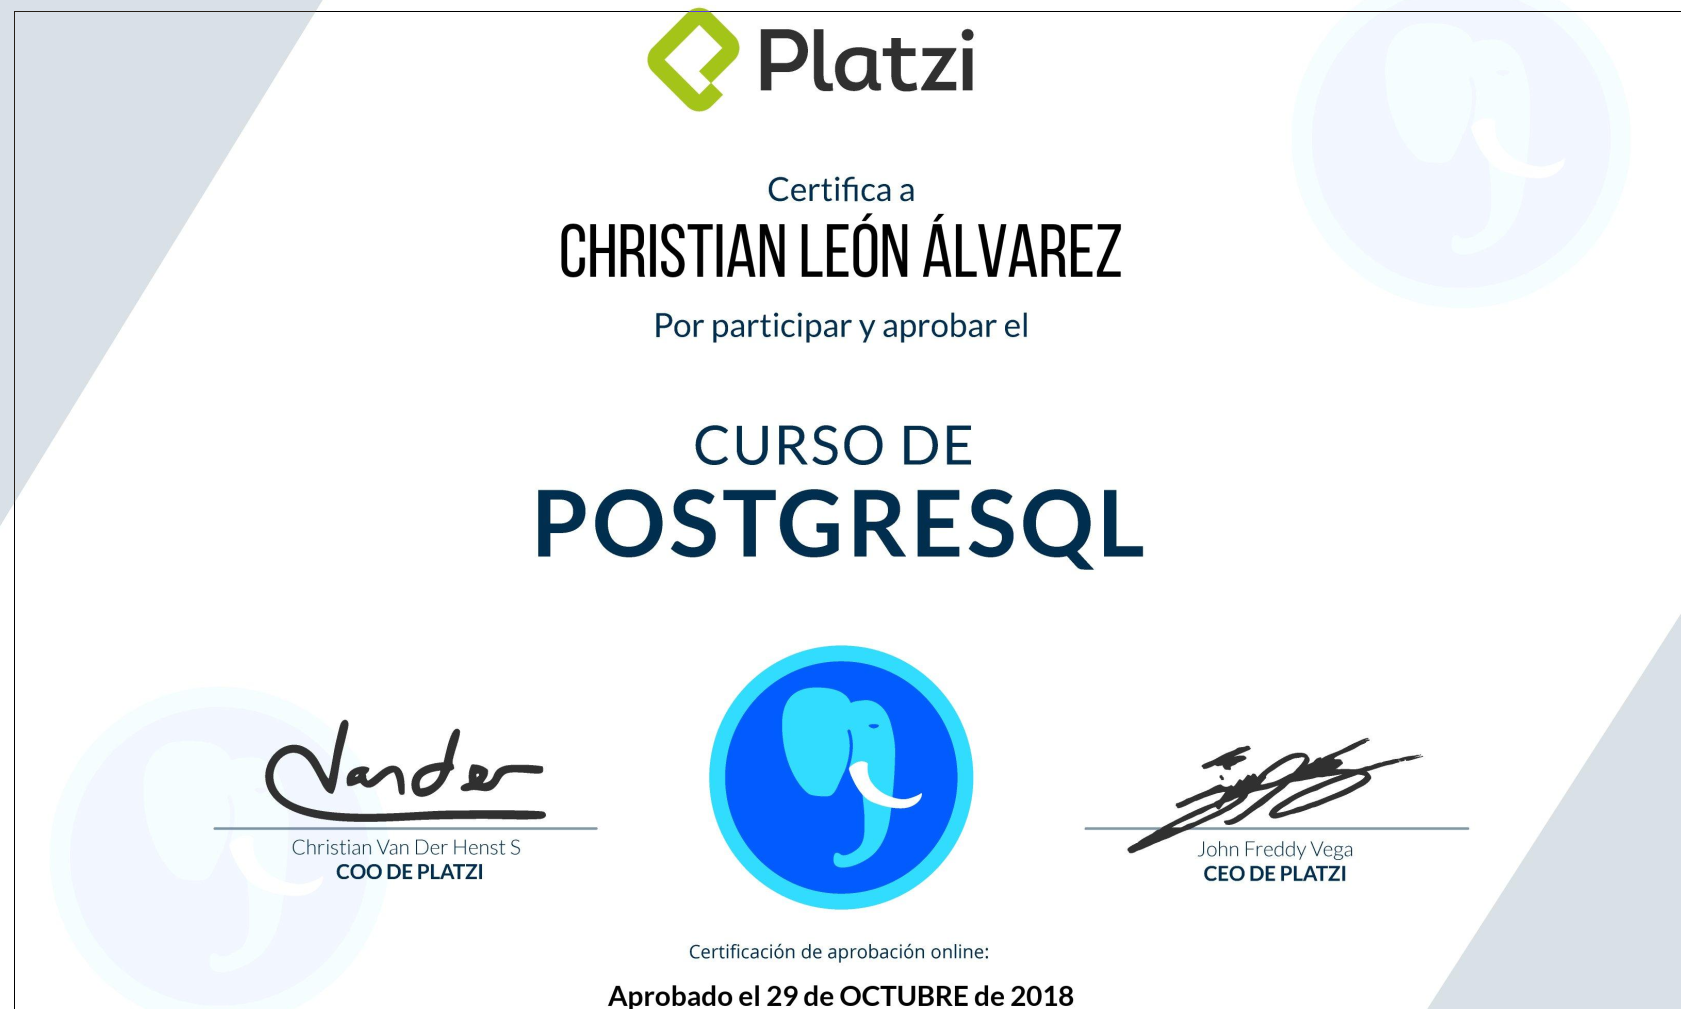 Platzi
Certifica a
CHRISTIAN LEÓN ÁLVAREZ
Por participar y aprobar el
CURSO DE
POSTGRESQL
Vander
Christian Van Der Henst S
COO DE PLATZI
John Freddy Vega
CEO DE PLATZI
Certificación de aprobación online:
Aprobado el 29 de OCTUBRE de 2018